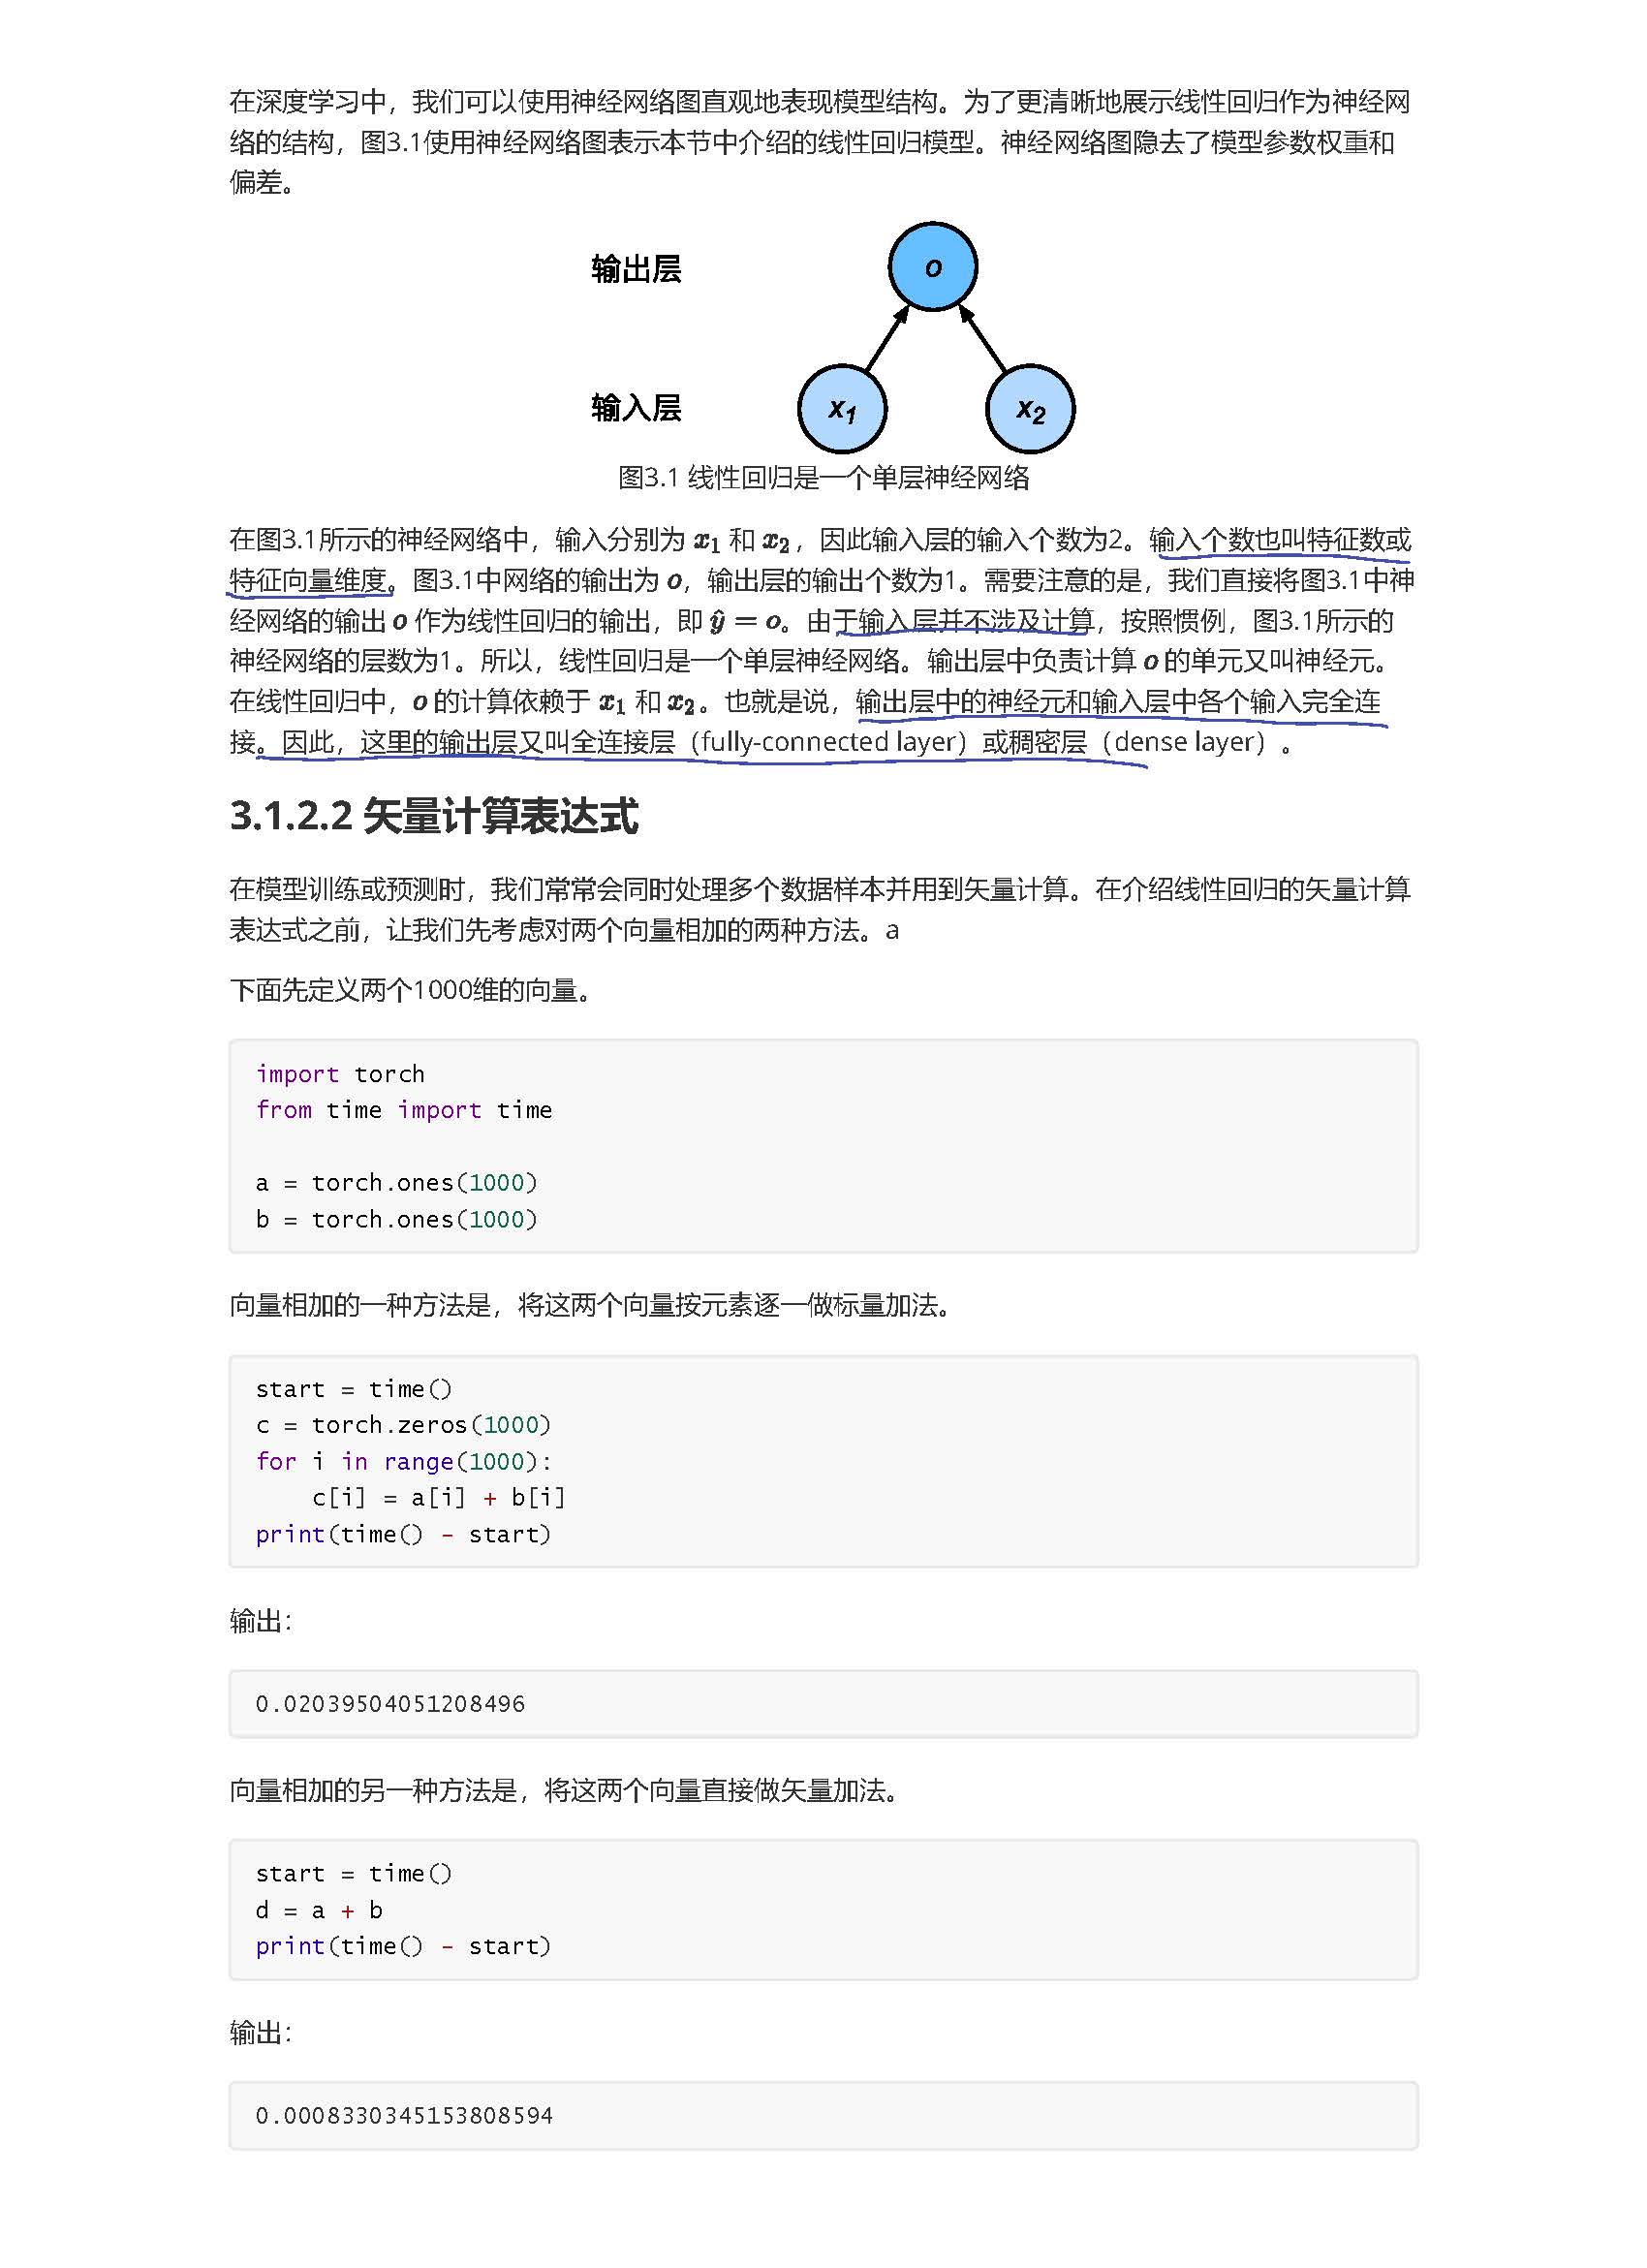 在深度学习中，我们可以使用神经网络图直观地表现模型结构。为了更清晰地展示线性回归作为神经网
络的结构，图3.1使用神经网络图表示本节中介绍的线性回归模型。神经网络图隐去了模型参数权重和
偏差。
输出层 o
输入层 x1 x2
图3.1 线性回归是一个单层神经网络
在图3.1所示的神经网络中，输入分别为 x1 和 x2，因此输入层的输入个数为2。输入个数也叫特征数或
特征向量维度。图3.1中网络的输出为 o，输出层的输出个数为1。需要注意的是，我们直接将图3.1中神
经网络的输出 o 作为线性回归的输出，即 ŷ = o。由于输入层并不涉及计算，按照惯例，图3.1所示的
神经网络的层数为1。所以，线性回归是一个单层神经网络。输出层中负责计算 o 的单元又叫神经元。
在线性回归中，o 的计算依赖于 x1 和 x2。也就是说，输出层中的神经元和输入层中各个输入完全连
接。因此，这里的输出层又叫全连接层（fully-connected layer）或稠密层（dense layer）。
3.1.2.2 矢量计算表达式
在模型训练或预测时，我们常常会同时处理多个数据样本并用到矢量计算。在介绍线性回归的矢量计算
表达式之前，让我们先考虑对两个向量相加的两种方法。a
下面先定义两个1000维的向量。
import torch
from time import time
a = torch.ones(1000)
b = torch.ones(1000)
向量相加的一种方法是，将这两个向量按元素逐一做标量加法。
start = time()
c = torch.zeros(1000)
for i in range(1000):
    c[i] = a[i] + b[i]
print(time() - start)
输出：
0.02039504051208496
向量相加的另一种方法是，将这两个向量直接做矢量加法。
start = time()
d = a + b
print(time() - start)
输出：
0.0008330345153808594